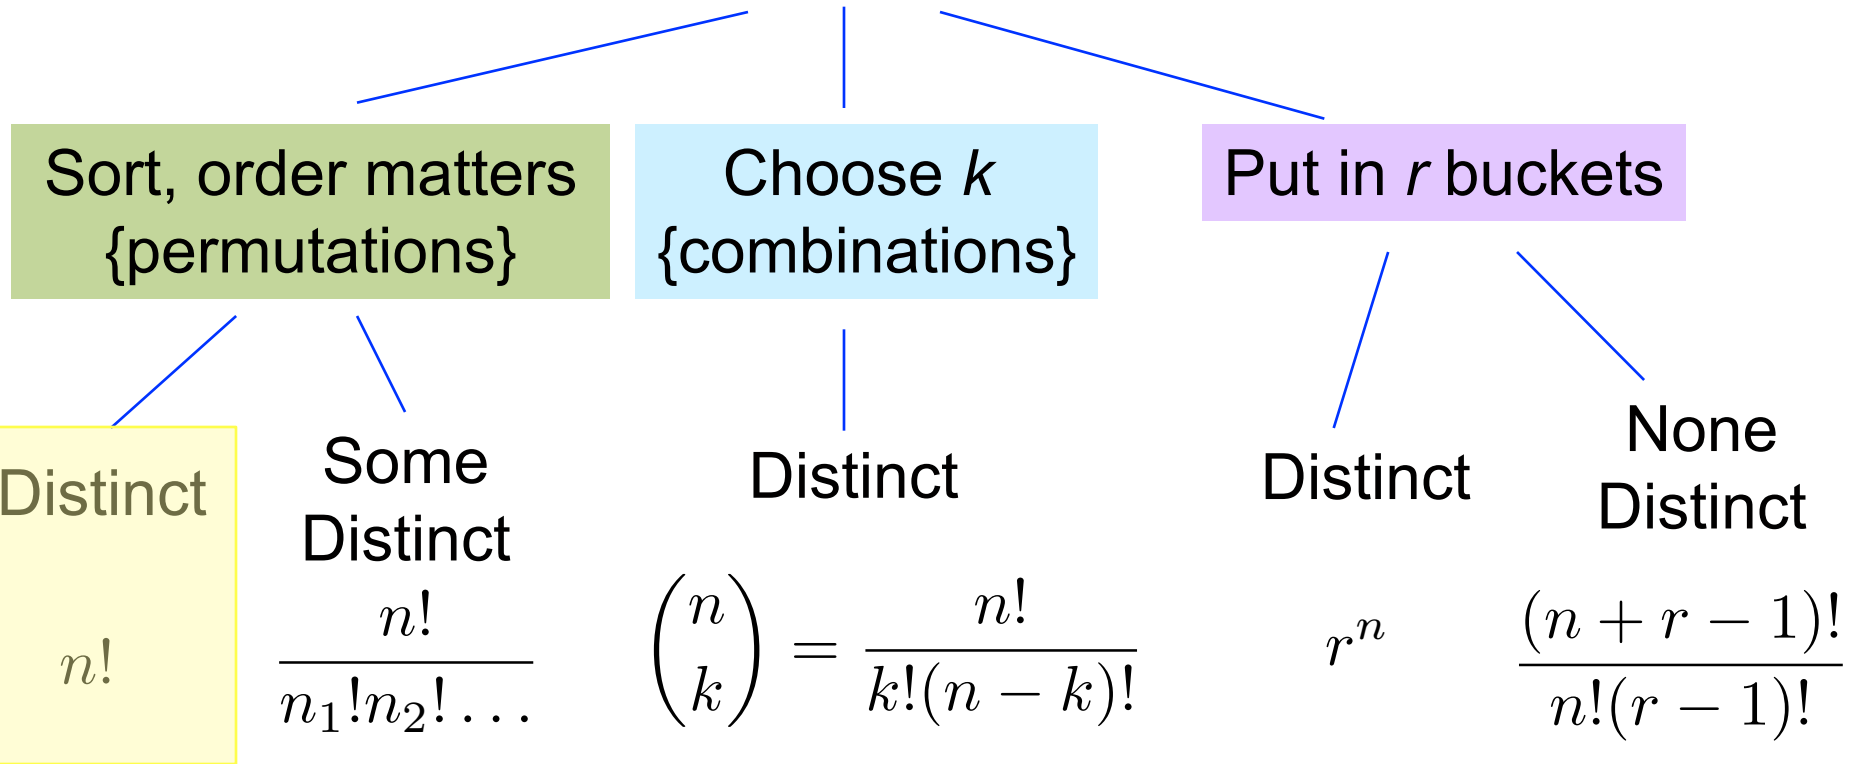 Sort, order matters
{permutations}
Choose k
{combinations}
Put in r buckets
Distinct
n!
Some
Distinct
n!
n₁!n₂!...
Distinct
(n k) = n! / k!(n − k)!
Distinct
rⁿ
None
Distinct
(n + r − 1)!
n!(r − 1)!